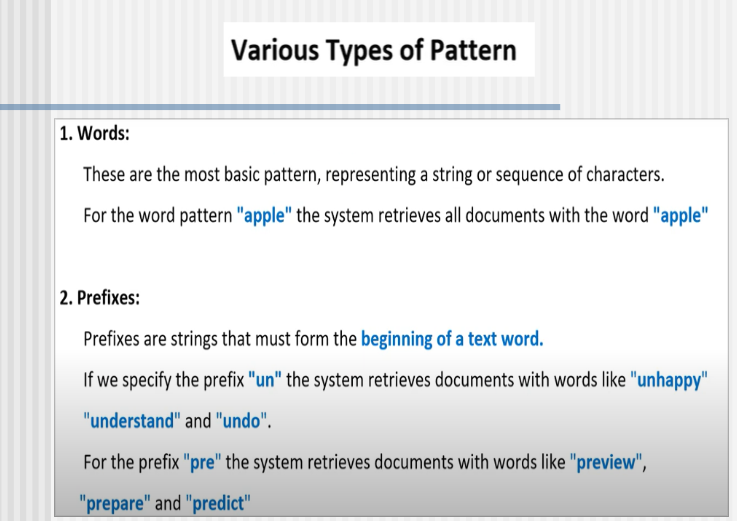 Various Types of Pattern
1. Words:
These are the most basic pattern, representing a string or sequence of characters.
For the word pattern "apple" the system retrieves all documents with the word "apple"
2. Prefixes:
Prefixes are strings that must form the beginning of a text word.
If we specify the prefix "un" the system retrieves documents with words like "unhappy"
"understand" and "undo".
For the prefix "pre" the system retrieves documents with words like "preview",
"prepare" and "predict"